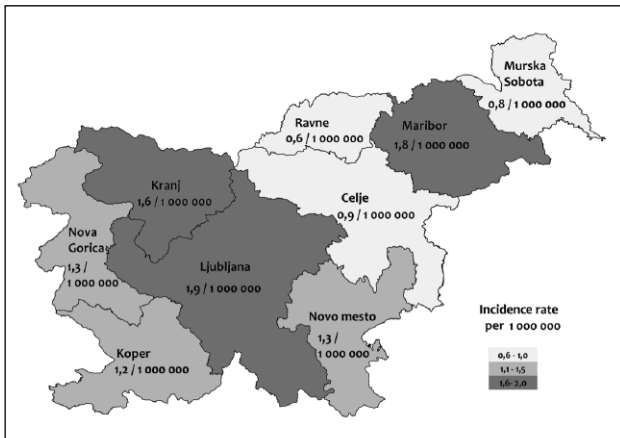 Murska
Sobota
0,8 / 1 000 000
Ravne
0,6 / 1 000 000
Maribor
1,8 / 1 000 000
Kranj
1,6 / 1 000 000
Celje
0,9 / 1 000 000
Nova
Gorica
1,3 /
1 000 000
Ljubljana
1,9 / 1 000 000
Novo mesto
1,3 /
1 000 000
Koper
1,2 / 1 000 000
Incidence rate
per 1 000 000
0,6 - 1,0
1,1 - 1,5
1,6- 2,0